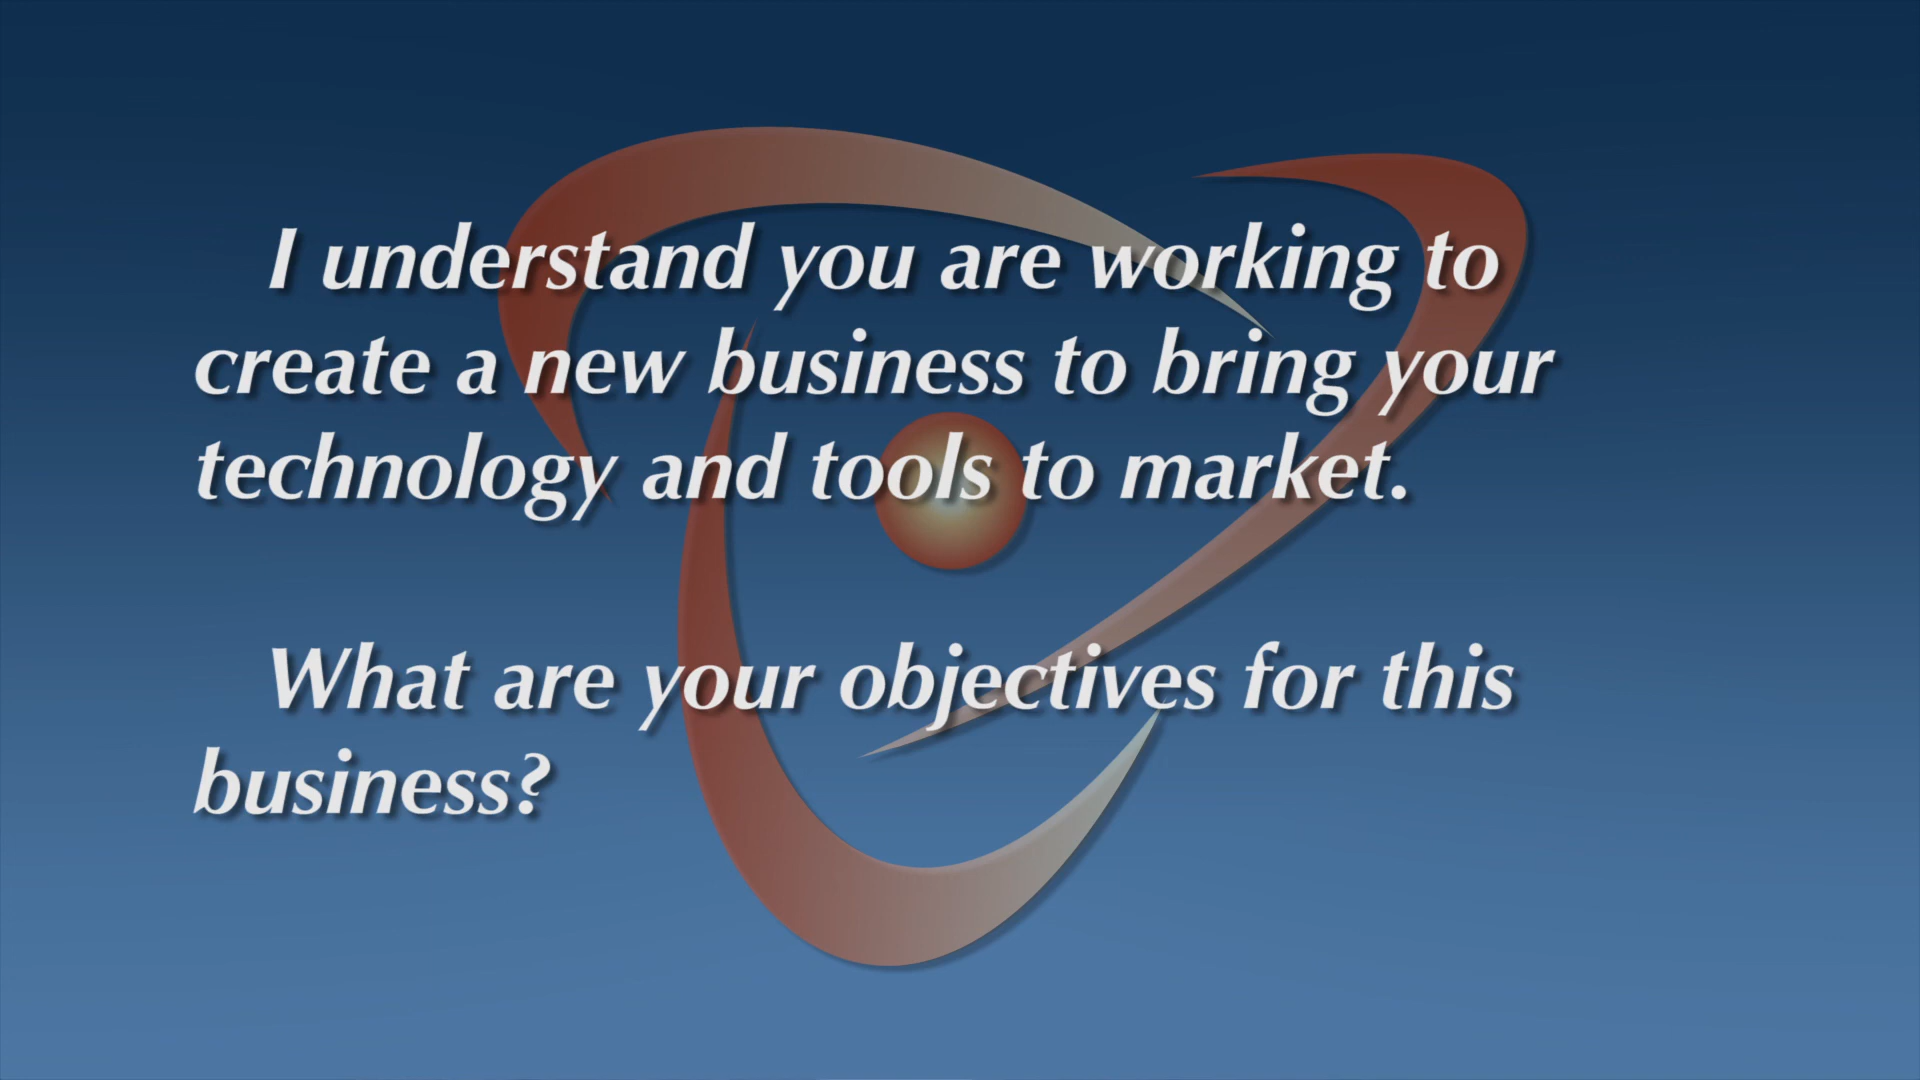 I understand you are working to
create a new business to bring your
technology and tools to market.
What are your objectives for this
business?